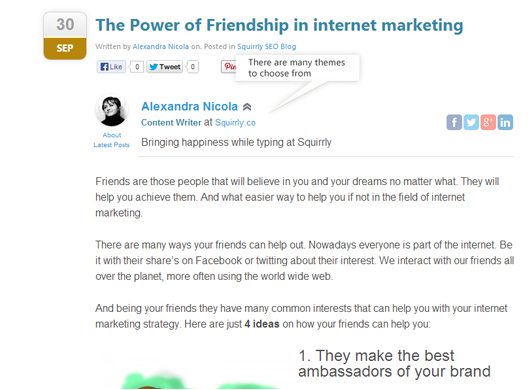 30
SEP
The Power of Friendship in internet marketing
Written by Alexandra Nicola on. Posted in Squirrly SEO Blog
Like 0 Tweet 0 Pin
There are many themes
to choose from
Alexandra Nicola
Content Writer at Squirrly.co
About
Latest Posts
Bringing happiness while typing at Squirrly
Friends are those people that will believe in you and your dreams no matter what. They will
help you achieve them. And what easier way to help you if not in the field of internet
marketing.
There are many ways your friends can help out. Nowadays everyone is part of the internet. Be
it with their share's on Facebook or twitting about their interest. We interact with our friends all
over the planet, more often using the world wide web.
And being your friends they have many common interests that can help you with your internet
marketing strategy. Here are just 4 ideas on how your friends can help you:
1. They make the best
ambassadors of your brand